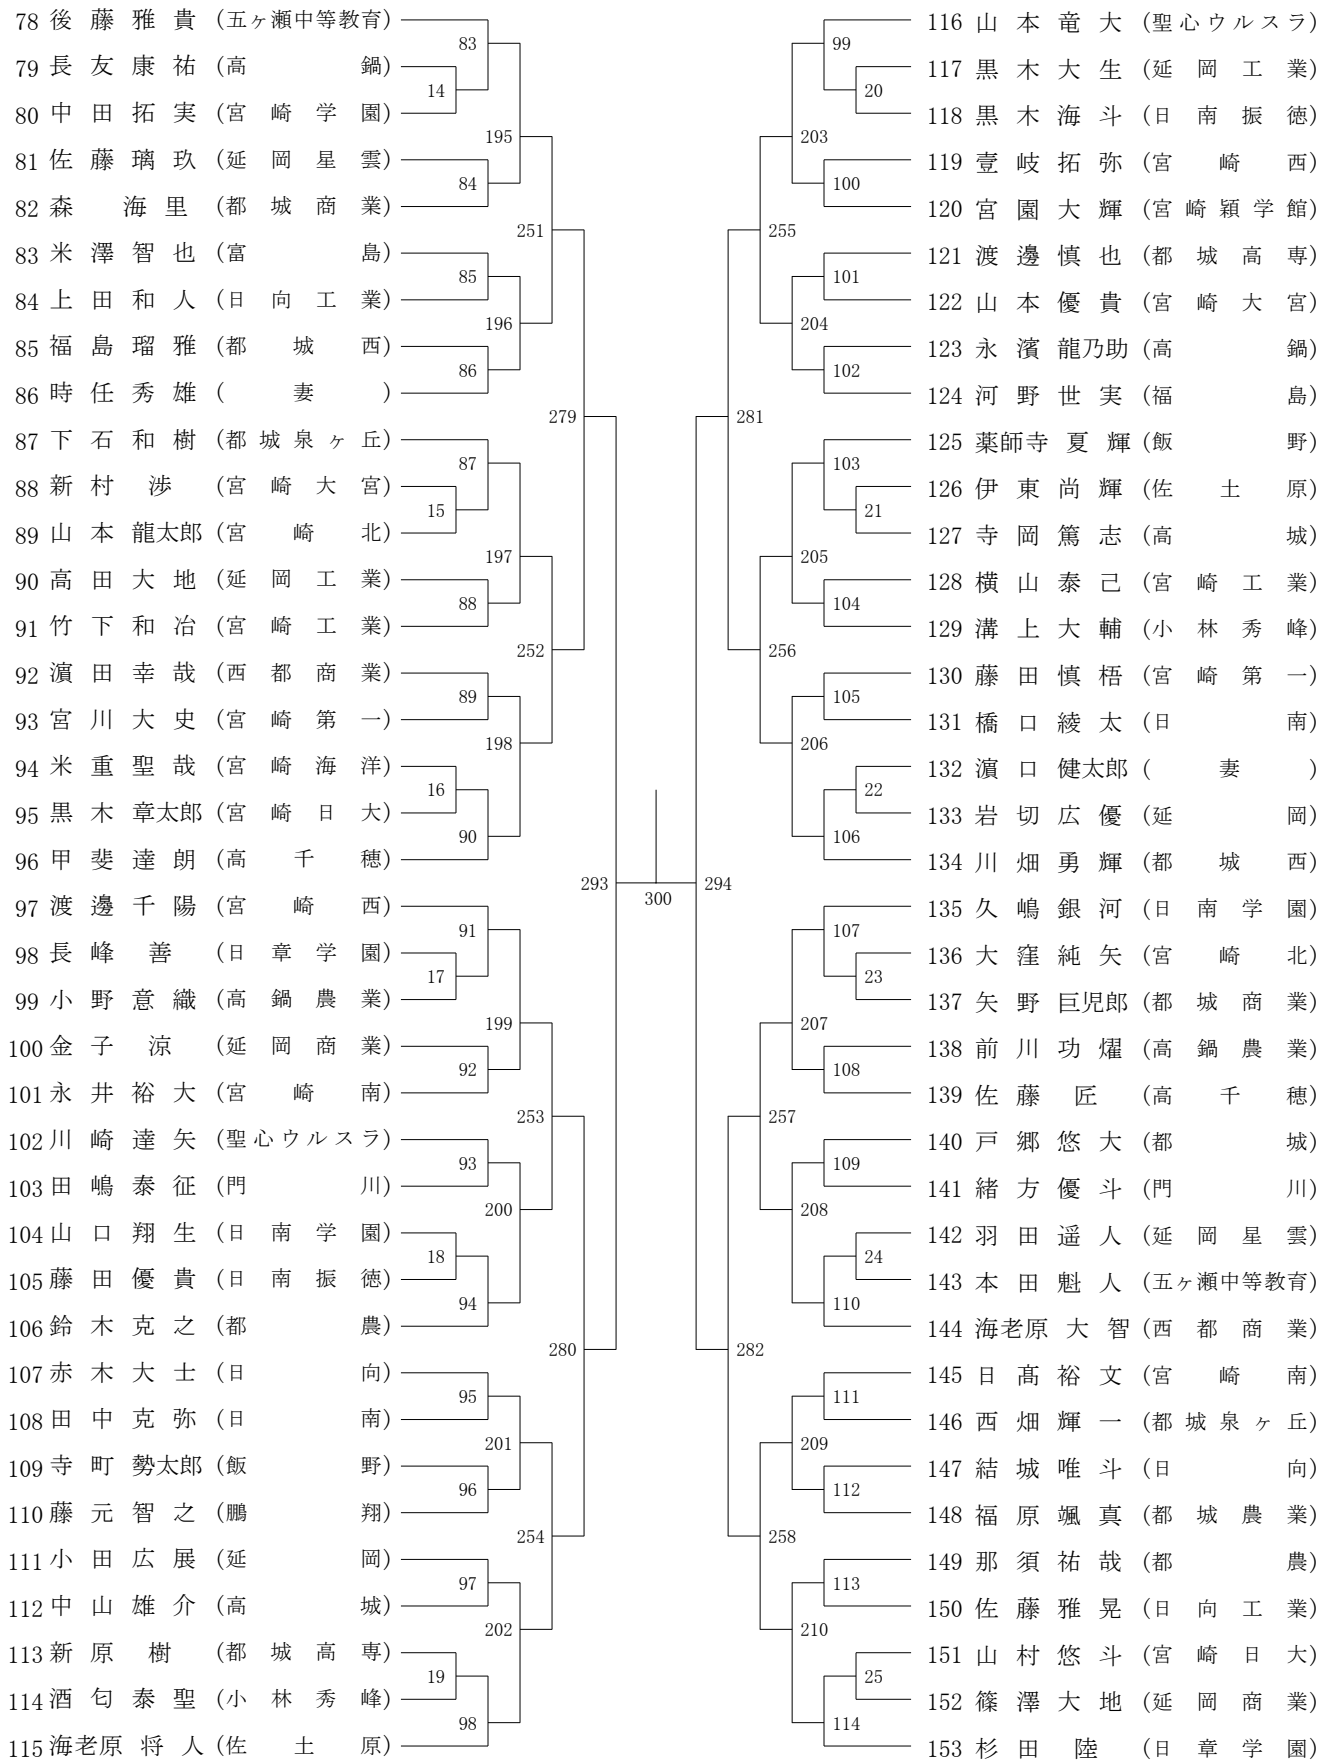 78 後藤雅貴 (五ヶ瀬中等教育)
79 長友康祐 (高鍋)
80 中田拓実 (宮崎学園)
81 佐藤璃玖 (延岡星雲)
82 森海里 (都城商業)
83 米澤智也 (富島)
84 上田和人 (日向工業)
85 福島瑠雅 (都城西)
86 時任秀雄 (妻)
87 下石和樹 (都城泉ヶ丘)
88 新村渉 (宮崎大宮)
89 山本龍太郎 (宮崎北)
90 高田大地 (延岡工業)
91 竹下和冶 (宮崎工業)
92 濵田幸哉 (西都商業)
93 宮川大史 (宮崎第一)
94 米重聖哉 (宮崎海洋)
95 黒木章太郎 (宮崎日大)
96 甲斐達朗 (高千穂)
97 渡邊千陽 (宮崎西)
98 長峰善 (日章学園)
99 小野意織 (高鍋農業)
100 金子涼 (延岡商業)
101 永井裕大 (宮崎南)
102 川崎達矢 (聖心ウルスラ)
103 田嶋泰征 (門川)
104 山口翔生 (日南学園)
105 藤田優貴 (日南振徳)
106 鈴木克之 (都農)
107 赤木大士 (日向)
108 田中克弥 (日南)
109 寺町勢太郎 (飯野)
110 藤元智之 (鵬翔)
111 小田広展 (延岡)
112 中山雄介 (高城)
113 新原樹 (都城高専)
114 酒匂泰聖 (小林秀峰)
115 海老原将人 (佐土原)
83
14
195
84
251
85
196
86
279
87
15
197
88
252
89
198
16
90
293
91
17
199
92
253
93
200
18
94
280
95
201
96
254
97
202
19
98
300
99
20
203
100
255
101
204
102
281
103
21
205
104
256
105
206
22
106
294
107
23
207
108
257
109
208
24
110
282
111
209
112
258
113
210
25
114
116 山本竜大 (聖心ウルスラ)
117 黒木大生 (延岡工業)
118 黒木海斗 (日南振徳)
119 壹岐拓弥 (宮崎西)
120 宮園大輝 (宮崎穎学館)
121 渡邊慎也 (都城高専)
122 山本優貴 (宮崎大宮)
123 永濱龍乃助 (高鍋)
124 河野世実 (福島)
125 薬師寺夏輝 (飯野)
126 伊東尚輝 (佐土原)
127 寺岡篤志 (高城)
128 横山泰己 (宮崎工業)
129 溝上大輔 (小林秀峰)
130 藤田慎梧 (宮崎第一)
131 橋口綾太 (日南)
132 濵口健太郎 (妻)
133 岩切広優 (延岡)
134 川畑勇輝 (都城西)
135 久嶋銀河 (日南学園)
136 大窪純矢 (宮崎北)
137 矢野巨児郎 (都城商業)
138 前川功燿 (高鍋農業)
139 佐藤匠 (高千穂)
140 戸郷悠大 (都城)
141 緒方優斗 (門川)
142 羽田遥人 (延岡星雲)
143 本田魁人 (五ヶ瀬中等教育)
144 海老原大智 (西都商業)
145 日髙裕文 (宮崎南)
146 西畑輝一 (都城泉ヶ丘)
147 結城唯斗 (日向)
148 福原颯真 (都城農業)
149 那須祐哉 (都農)
150 佐藤雅晃 (日向工業)
151 山村悠斗 (宮崎日大)
152 篠澤大地 (延岡商業)
153 杉田陸 (日章学園)